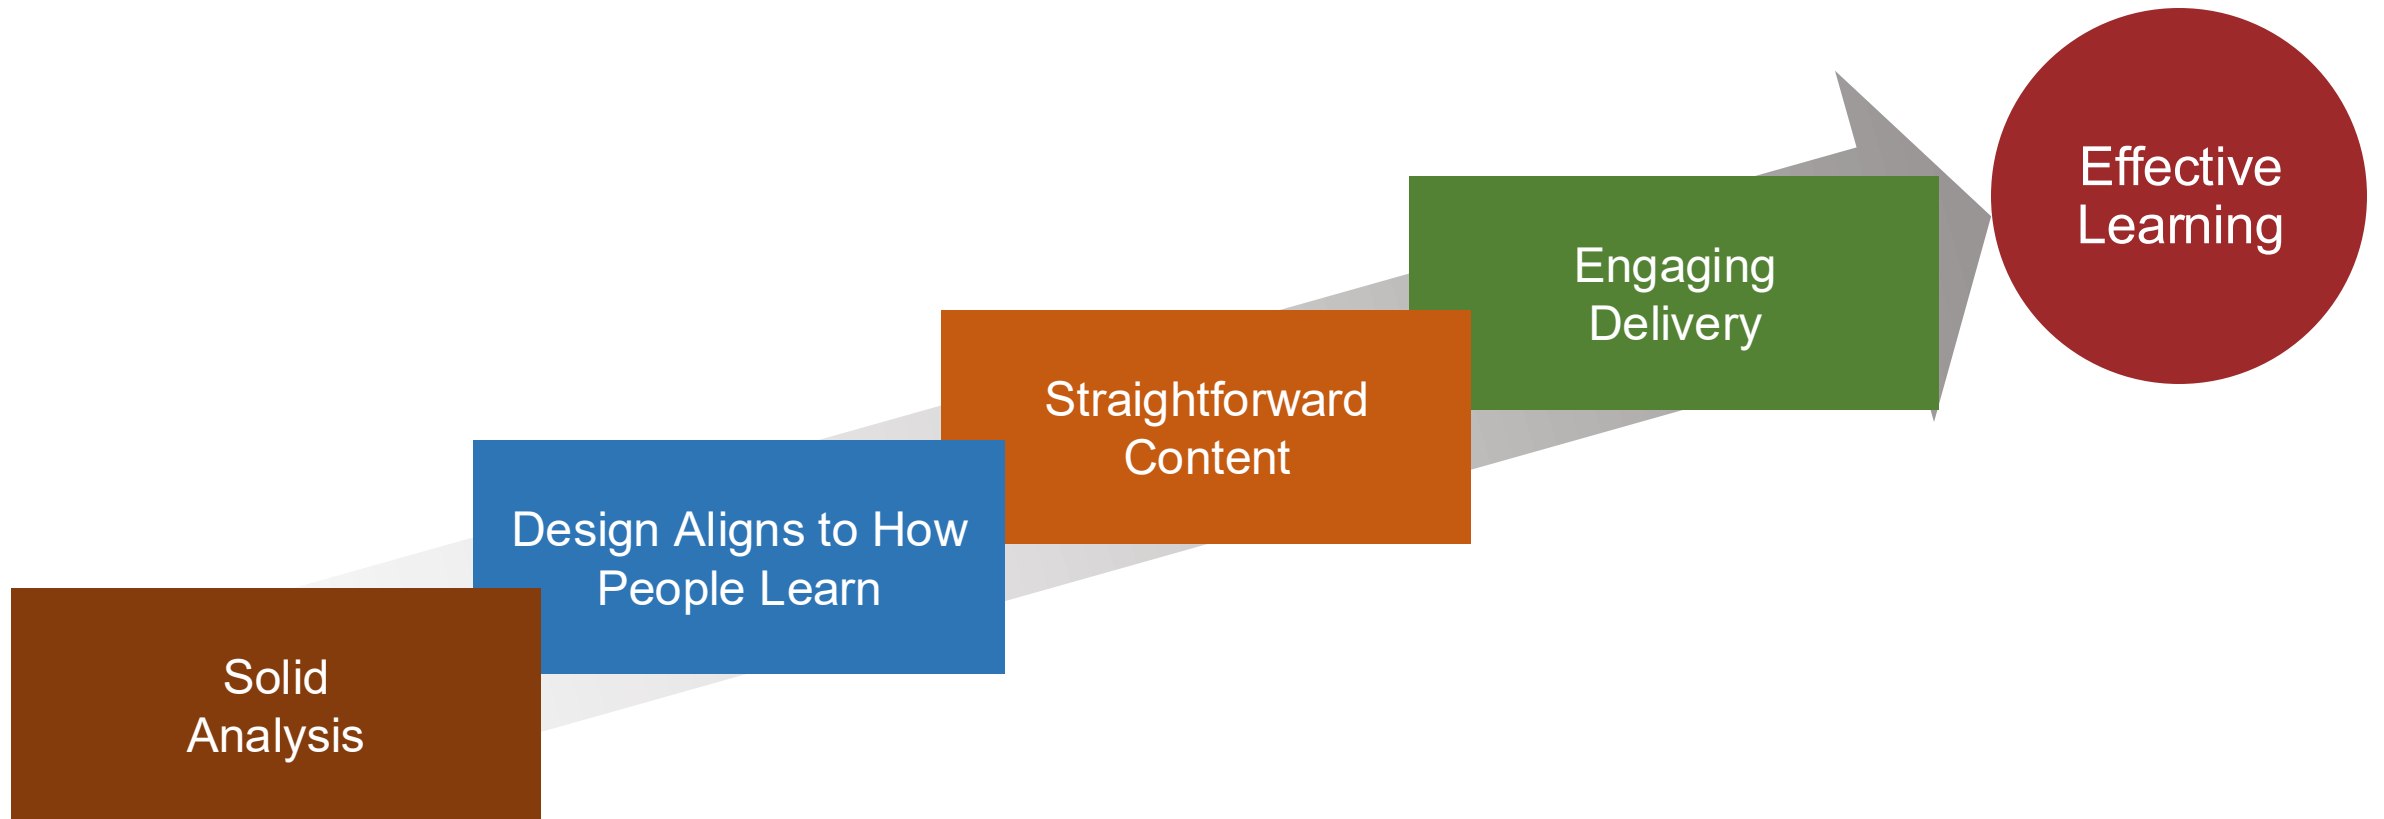 Solid
Analysis
Design Aligns to How
People Learn
Straightforward
Content
Engaging
Delivery
Effective
Learning